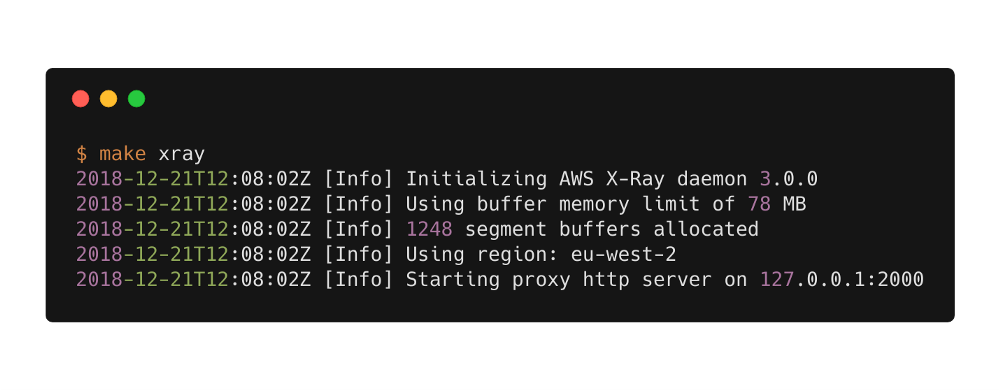 $ make xray
2018-12-21T12:08:02Z [Info] Initializing AWS X-Ray daemon 3.0.0
2018-12-21T12:08:02Z [Info] Using buffer memory limit of 78 MB
2018-12-21T12:08:02Z [Info] 1248 segment buffers allocated
2018-12-21T12:08:02Z [Info] Using region: eu-west-2
2018-12-21T12:08:02Z [Info] Starting proxy http server on 127.0.0.1:2000